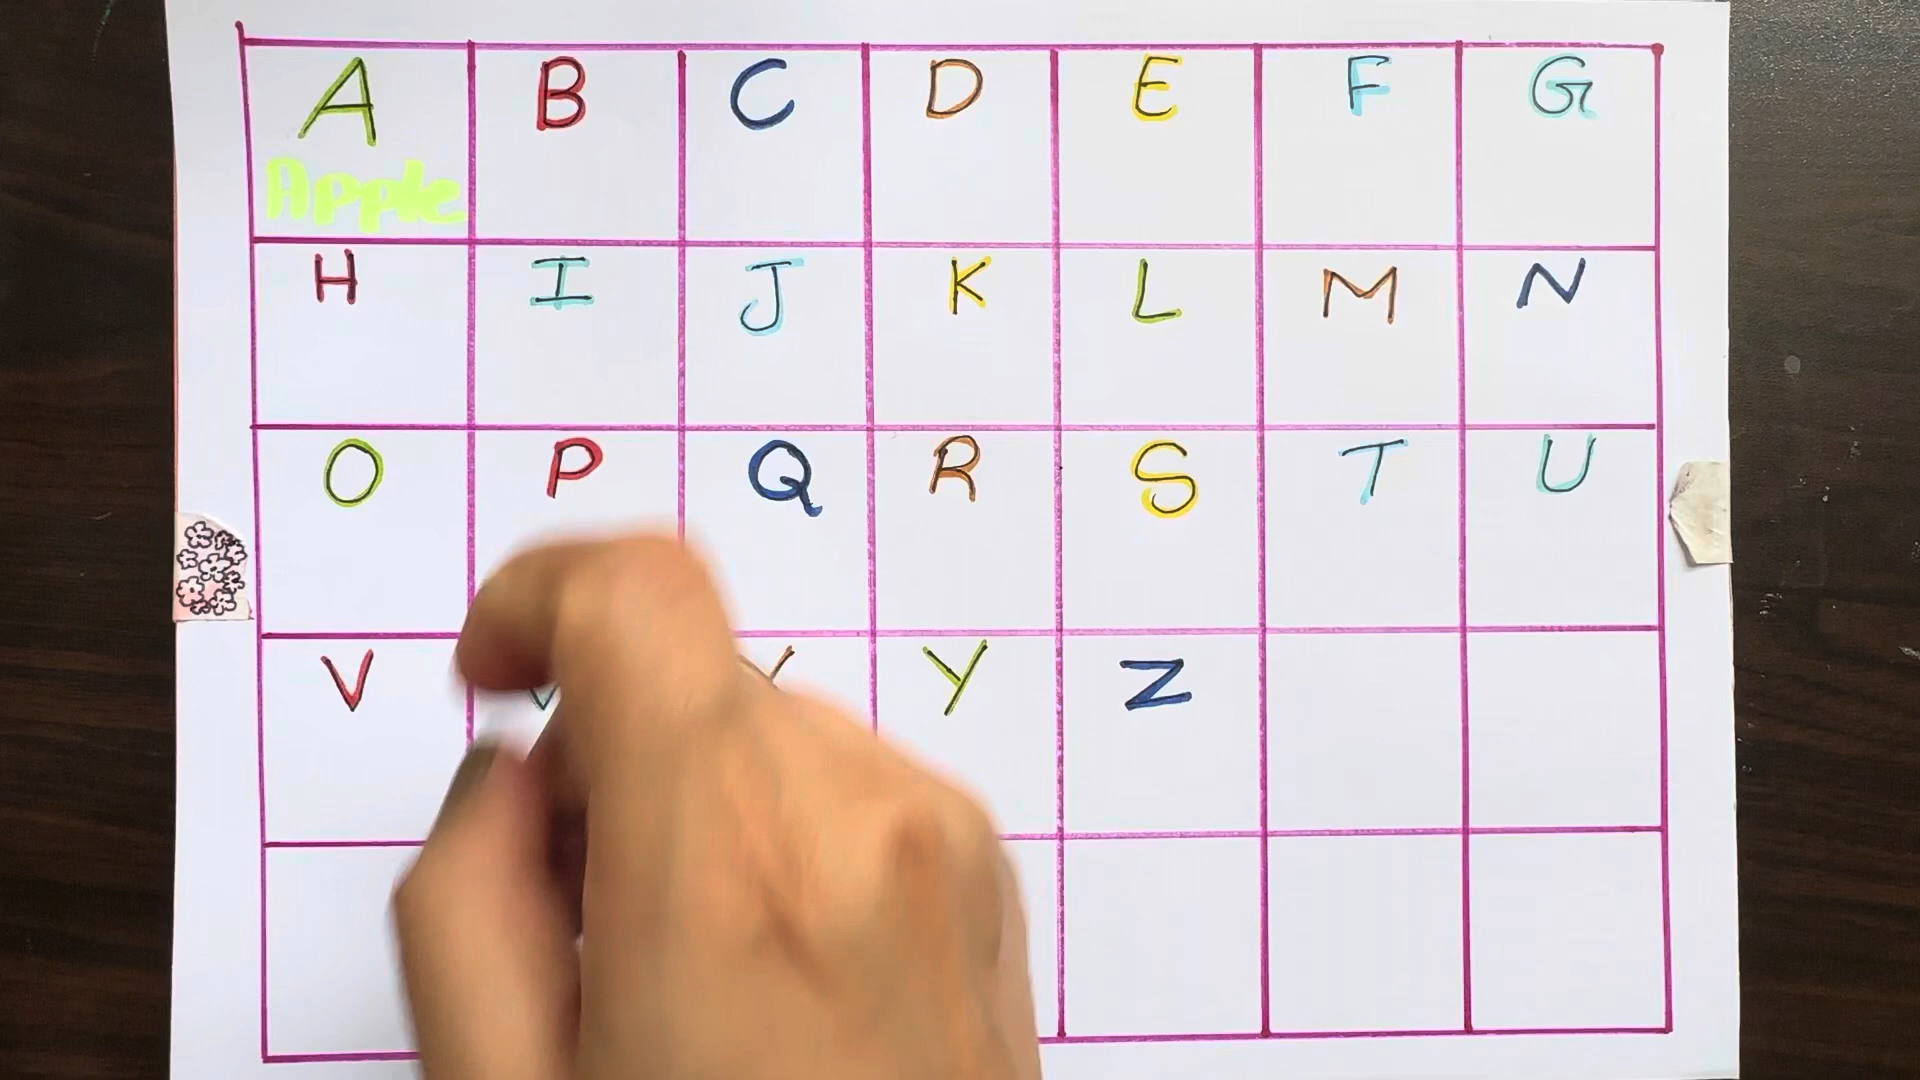 A B C D E F G
Apple
H I J K L M N
O P Q R S T U
V Y Z